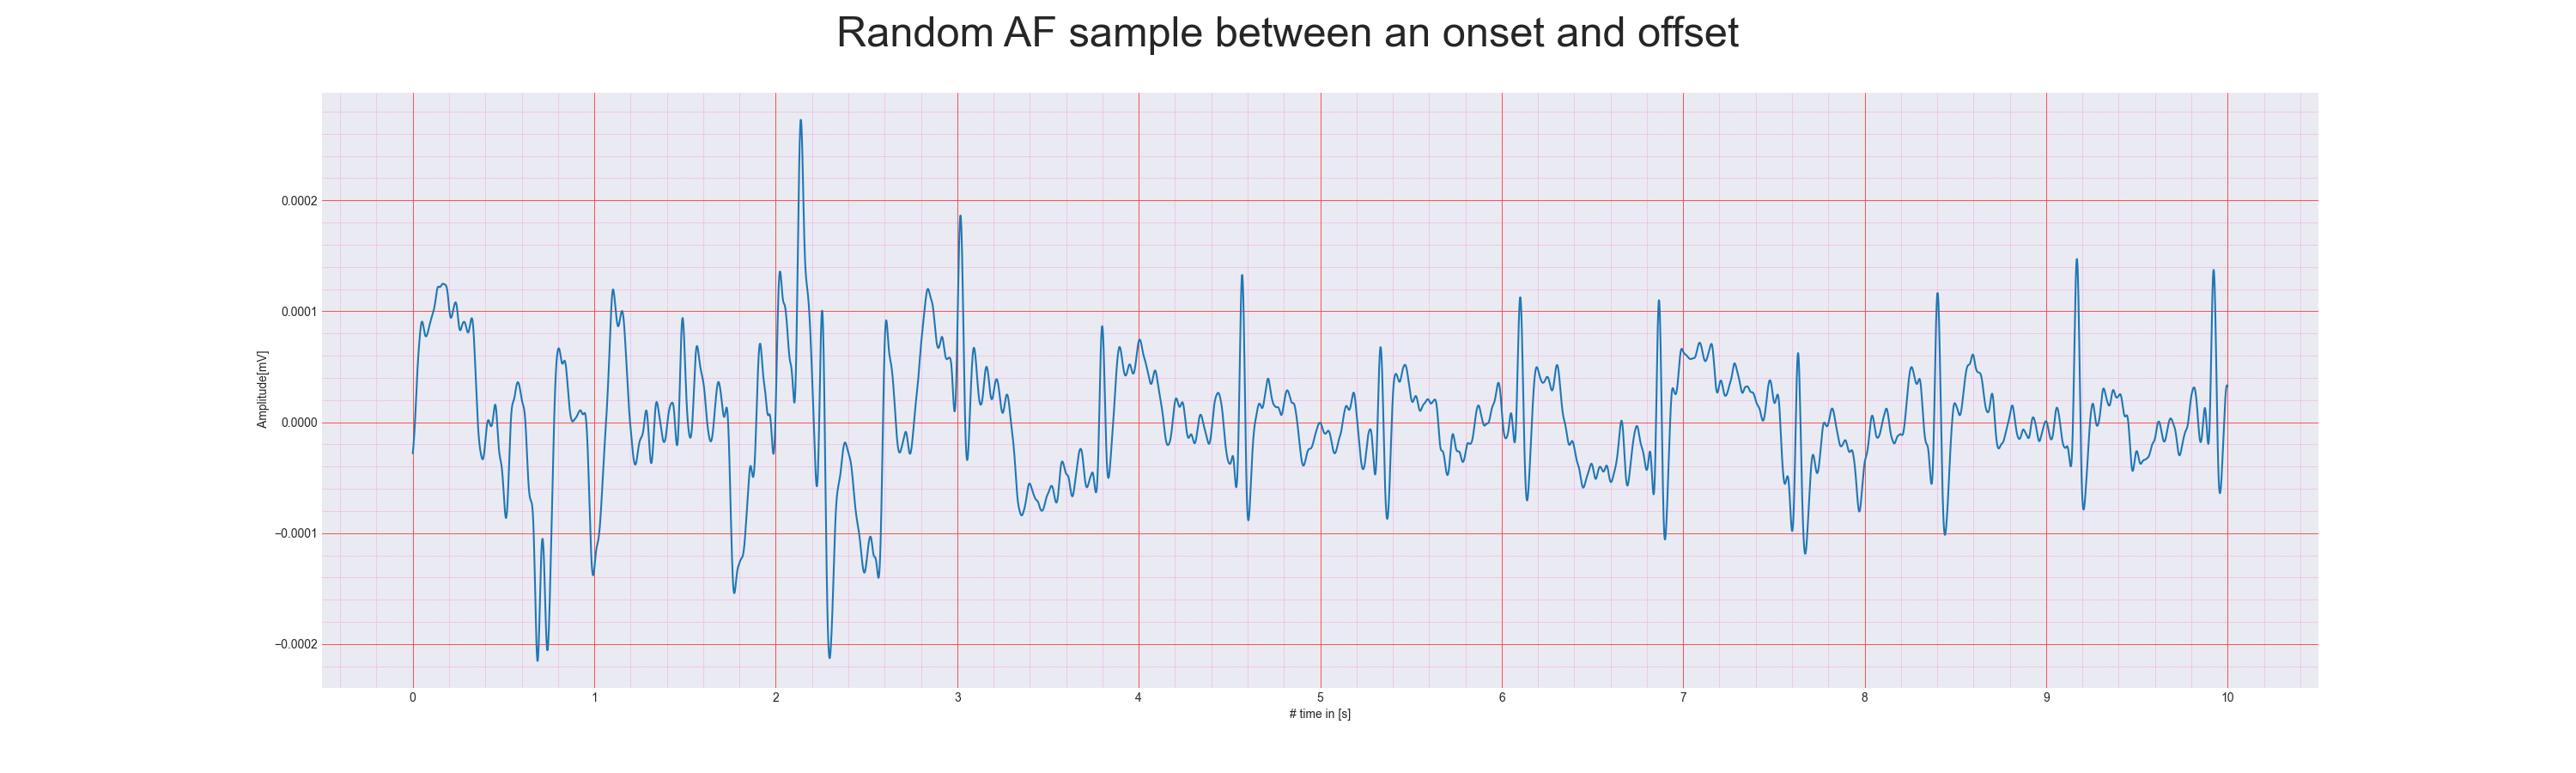 Random AF sample between an onset and offset
Amplitude[mV]
0.0002
0.0001
0.0000
−0.0001
−0.0002
0 1 2 3 4 5 6 7 8 9 10
# time in [s]